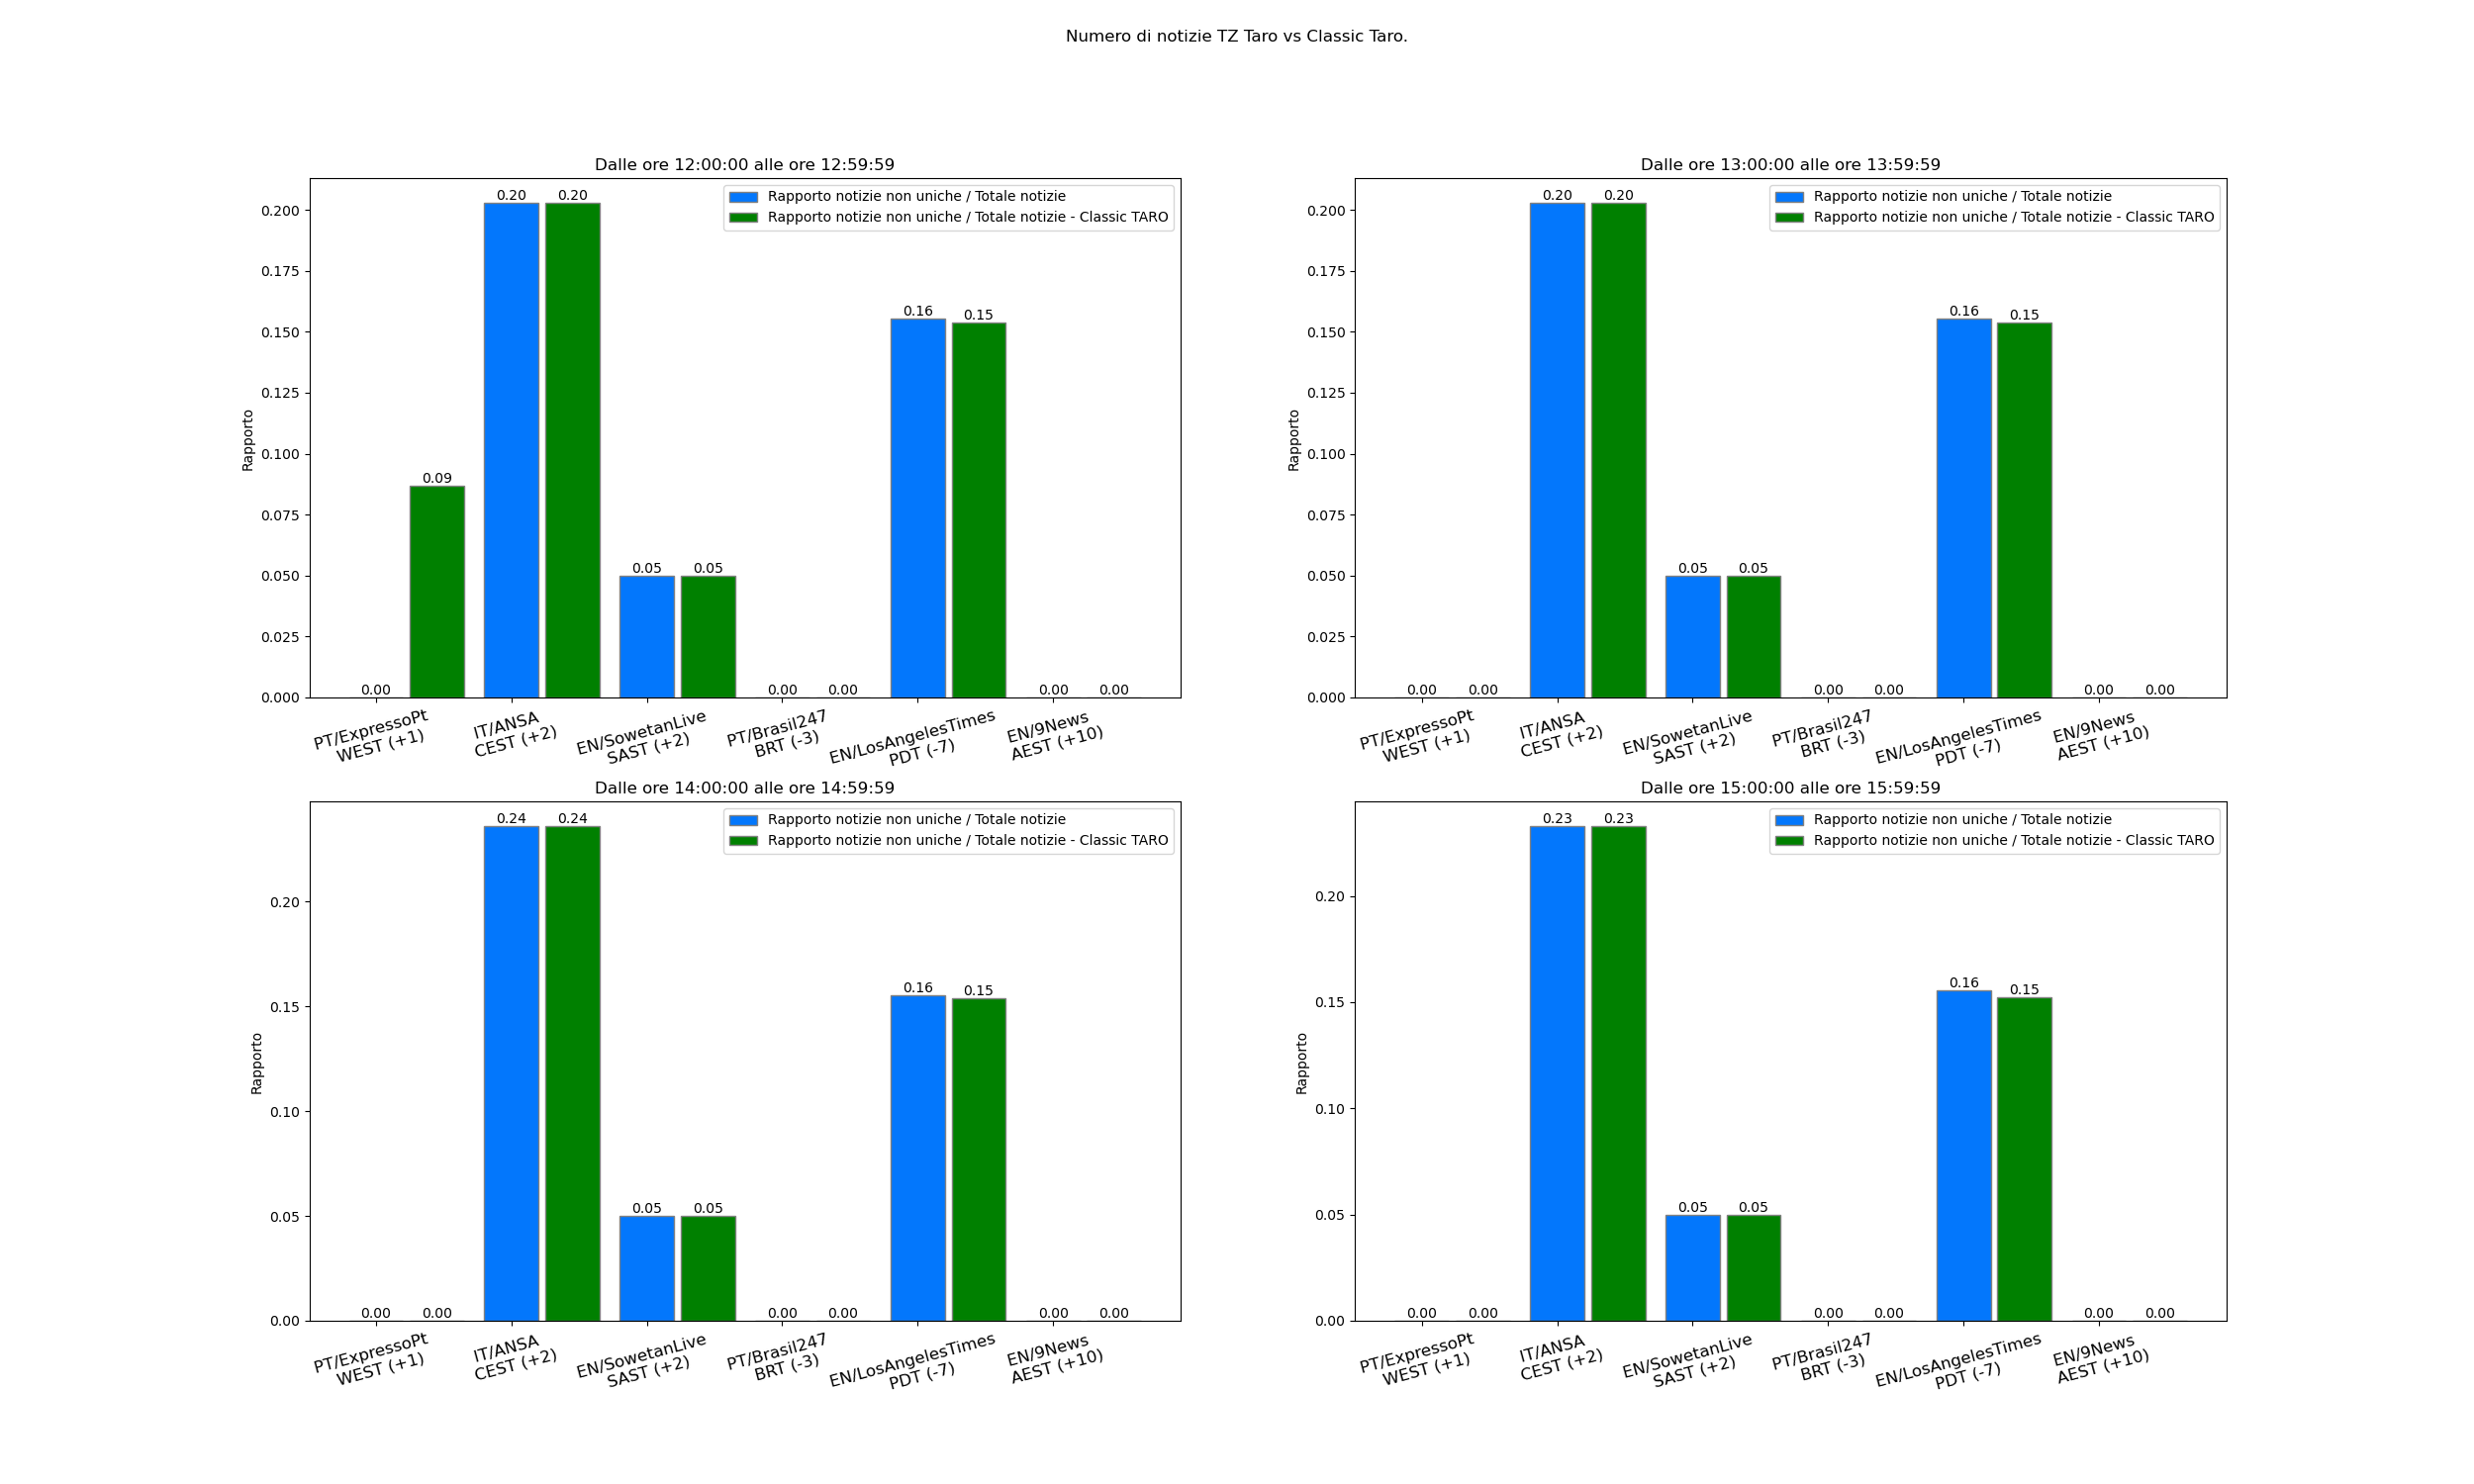 Numero di notizie TZ Taro vs Classic Taro.
Dalle ore 12:00:00 alle ore 12:59:59
Rapporto notizie non uniche / Totale notizie
Rapporto notizie non uniche / Totale notizie - Classic TARO
Rapporto
0.200
0.175
0.150
0.125
0.100
0.075
0.050
0.025
0.000
0.00
0.09
0.20
0.20
0.05
0.05
0.00
0.00
0.16
0.15
0.00
0.00
PT/ExpressoPt
WEST (+1)
IT/ANSA
CEST (+2)
EN/SowetanLive
SAST (+2)
PT/Brasil247
BRT (-3)
EN/LosAngelesTimes
PDT (-7)
EN/9News
AEST (+10)
Dalle ore 13:00:00 alle ore 13:59:59
Rapporto notizie non uniche / Totale notizie
Rapporto notizie non uniche / Totale notizie - Classic TARO
Rapporto
0.200
0.175
0.150
0.125
0.100
0.075
0.050
0.025
0.000
0.00
0.00
0.20
0.20
0.05
0.05
0.00
0.00
0.16
0.15
0.00
0.00
PT/ExpressoPt
WEST (+1)
IT/ANSA
CEST (+2)
EN/SowetanLive
SAST (+2)
PT/Brasil247
BRT (-3)
EN/LosAngelesTimes
PDT (-7)
EN/9News
AEST (+10)
Dalle ore 14:00:00 alle ore 14:59:59
Rapporto notizie non uniche / Totale notizie
Rapporto notizie non uniche / Totale notizie - Classic TARO
Rapporto
0.20
0.15
0.10
0.05
0.00
0.00
0.00
0.24
0.24
0.05
0.05
0.00
0.00
0.16
0.15
0.00
0.00
PT/ExpressoPt
WEST (+1)
IT/ANSA
CEST (+2)
EN/SowetanLive
SAST (+2)
PT/Brasil247
BRT (-3)
EN/LosAngelesTimes
PDT (-7)
EN/9News
AEST (+10)
Dalle ore 15:00:00 alle ore 15:59:59
Rapporto notizie non uniche / Totale notizie
Rapporto notizie non uniche / Totale notizie - Classic TARO
Rapporto
0.20
0.15
0.10
0.05
0.00
0.00
0.00
0.23
0.23
0.05
0.05
0.00
0.00
0.16
0.15
0.00
0.00
PT/ExpressoPt
WEST (+1)
IT/ANSA
CEST (+2)
EN/SowetanLive
SAST (+2)
PT/Brasil247
BRT (-3)
EN/LosAngelesTimes
PDT (-7)
EN/9News
AEST (+10)